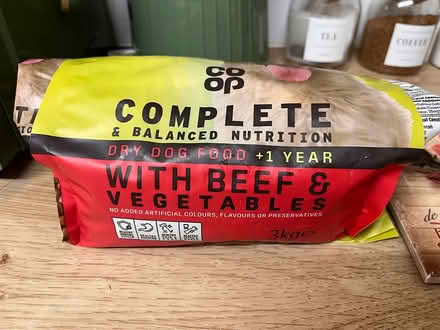 CO
OP
COMPLETE
& BALANCED NUTRITION
DRY DOG FOOD +1 YEAR
WITH BEEF &
VEGETABLES
NO ADDED ARTIFICIAL COLOURS, FLAVOURS OR PRESERVATIVES
3kg e
TEA
COFFEE
de